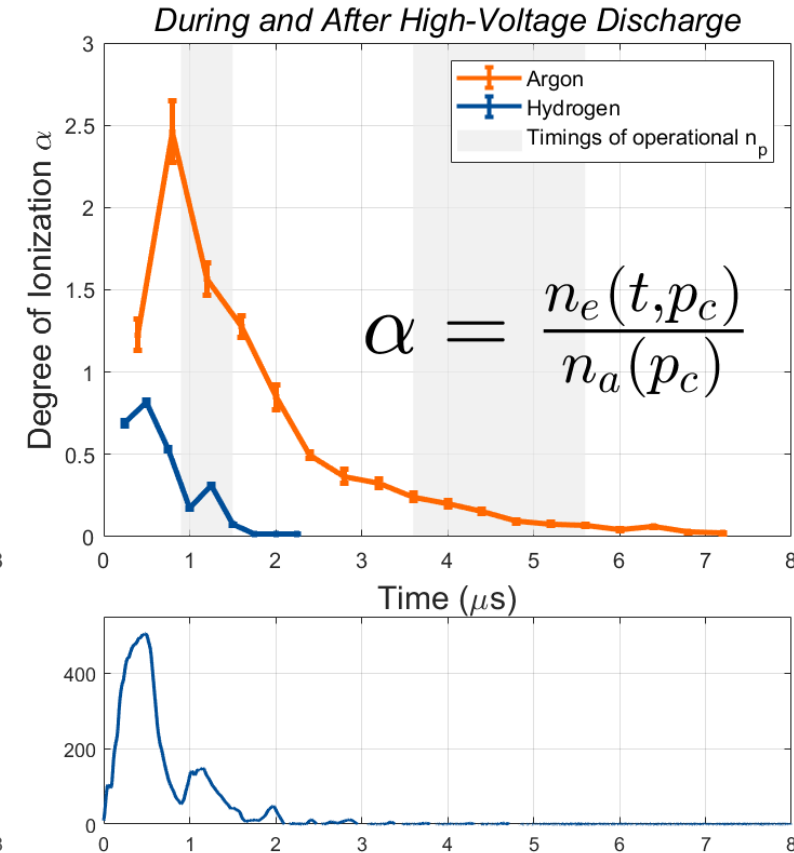 During and After High-Voltage Discharge
3
2.5
2
1.5
1
0.5
0
Degree of Ionization α
Argon
Hydrogen
Timings of operational n_p
α = n_e(t,p_c) / n_a(p_c)
8 0 1 2 3 4 5 6 7 8
Time (μs)
400
200
0
8 0 1 2 3 4 5 6 7 8